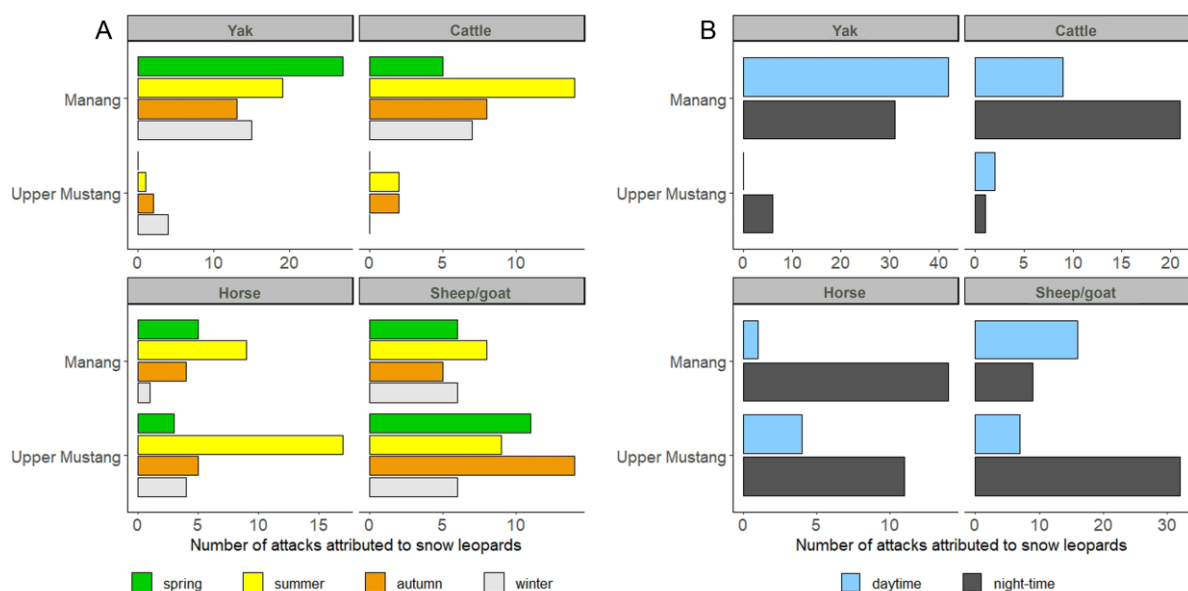 A
B
Yak
Cattle
Yak
Cattle
Manang
Upper Mustang
Manang
Upper Mustang
0 10 20
0 5 10
0 10 20 30 40
0 5 10 15 20
Horse
Sheep/goat
Horse
Sheep/goat
Manang
Upper Mustang
Manang
Upper Mustang
0 5 10 15
0 5 10
0 5 10
0 10 20 30
Number of attacks attributed to snow leopards
Number of attacks attributed to snow leopards
spring summer autumn winter
daytime night-time